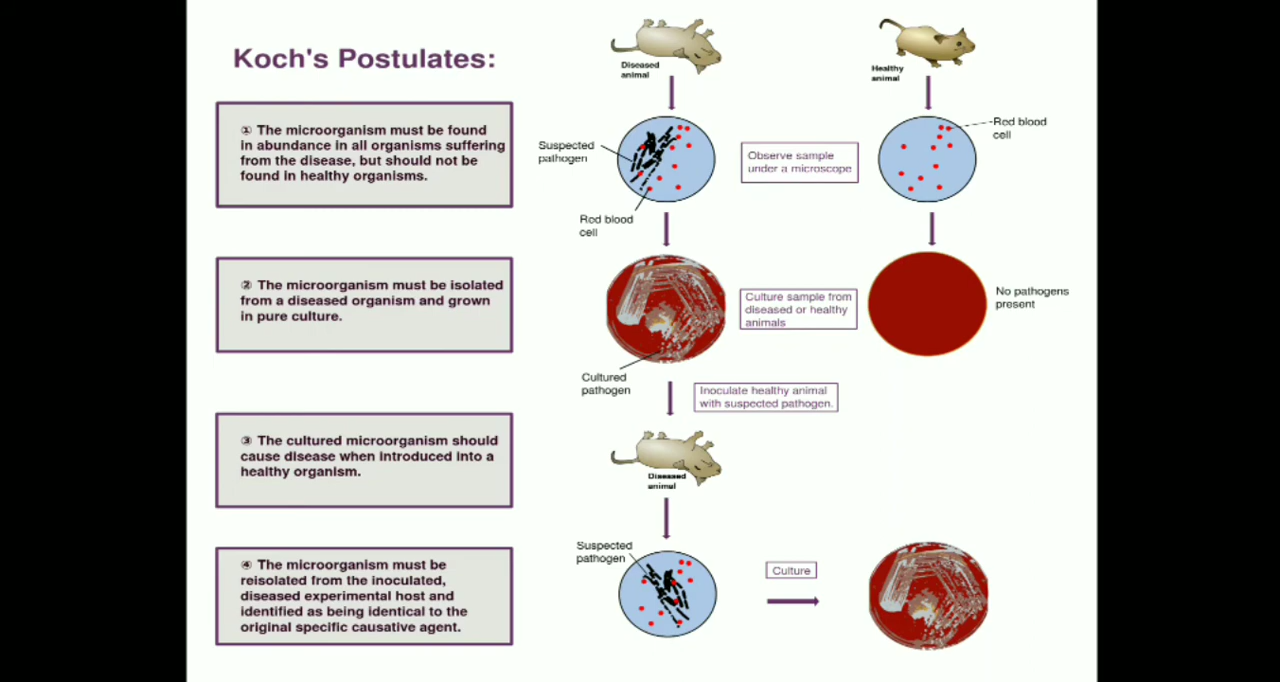 Koch's Postulates:
① The microorganism must be found
in abundance in all organisms suffering
from the disease, but should not be
found in healthy organisms.
② The microorganism must be isolated
from a diseased organism and grown
in pure culture.
③ The cultured microorganism should
cause disease when introduced into a
healthy organism.
④ The microorganism must be
reisolated from the inoculated,
diseased experimental host and
identified as being identical to the
original specific causative agent.
Diseased
animal
Healthy
animal
Suspected
pathogen
Red blood
cell
Observe sample
under a microscope
Red blood
cell
Cultured
pathogen
Culture sample from
diseased or healthy
animals
No pathogens
present
Inoculate healthy animal
with suspected pathogen.
Diseased
animal
Suspected
pathogen
Culture